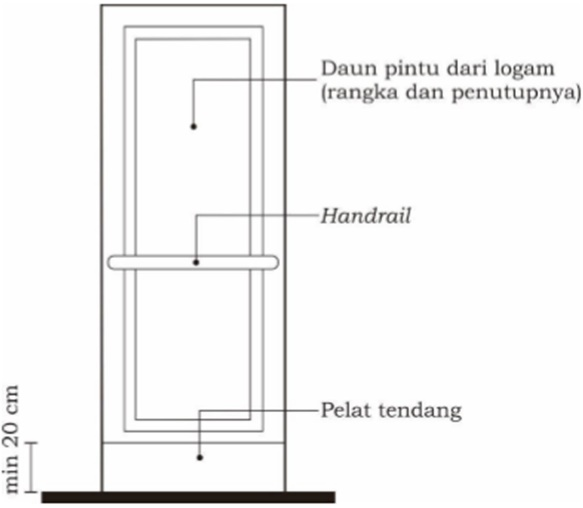 Daun pintu dari logam
(rangka dan penutupnya)
Handrail
Pelat tendang
min 20 cm